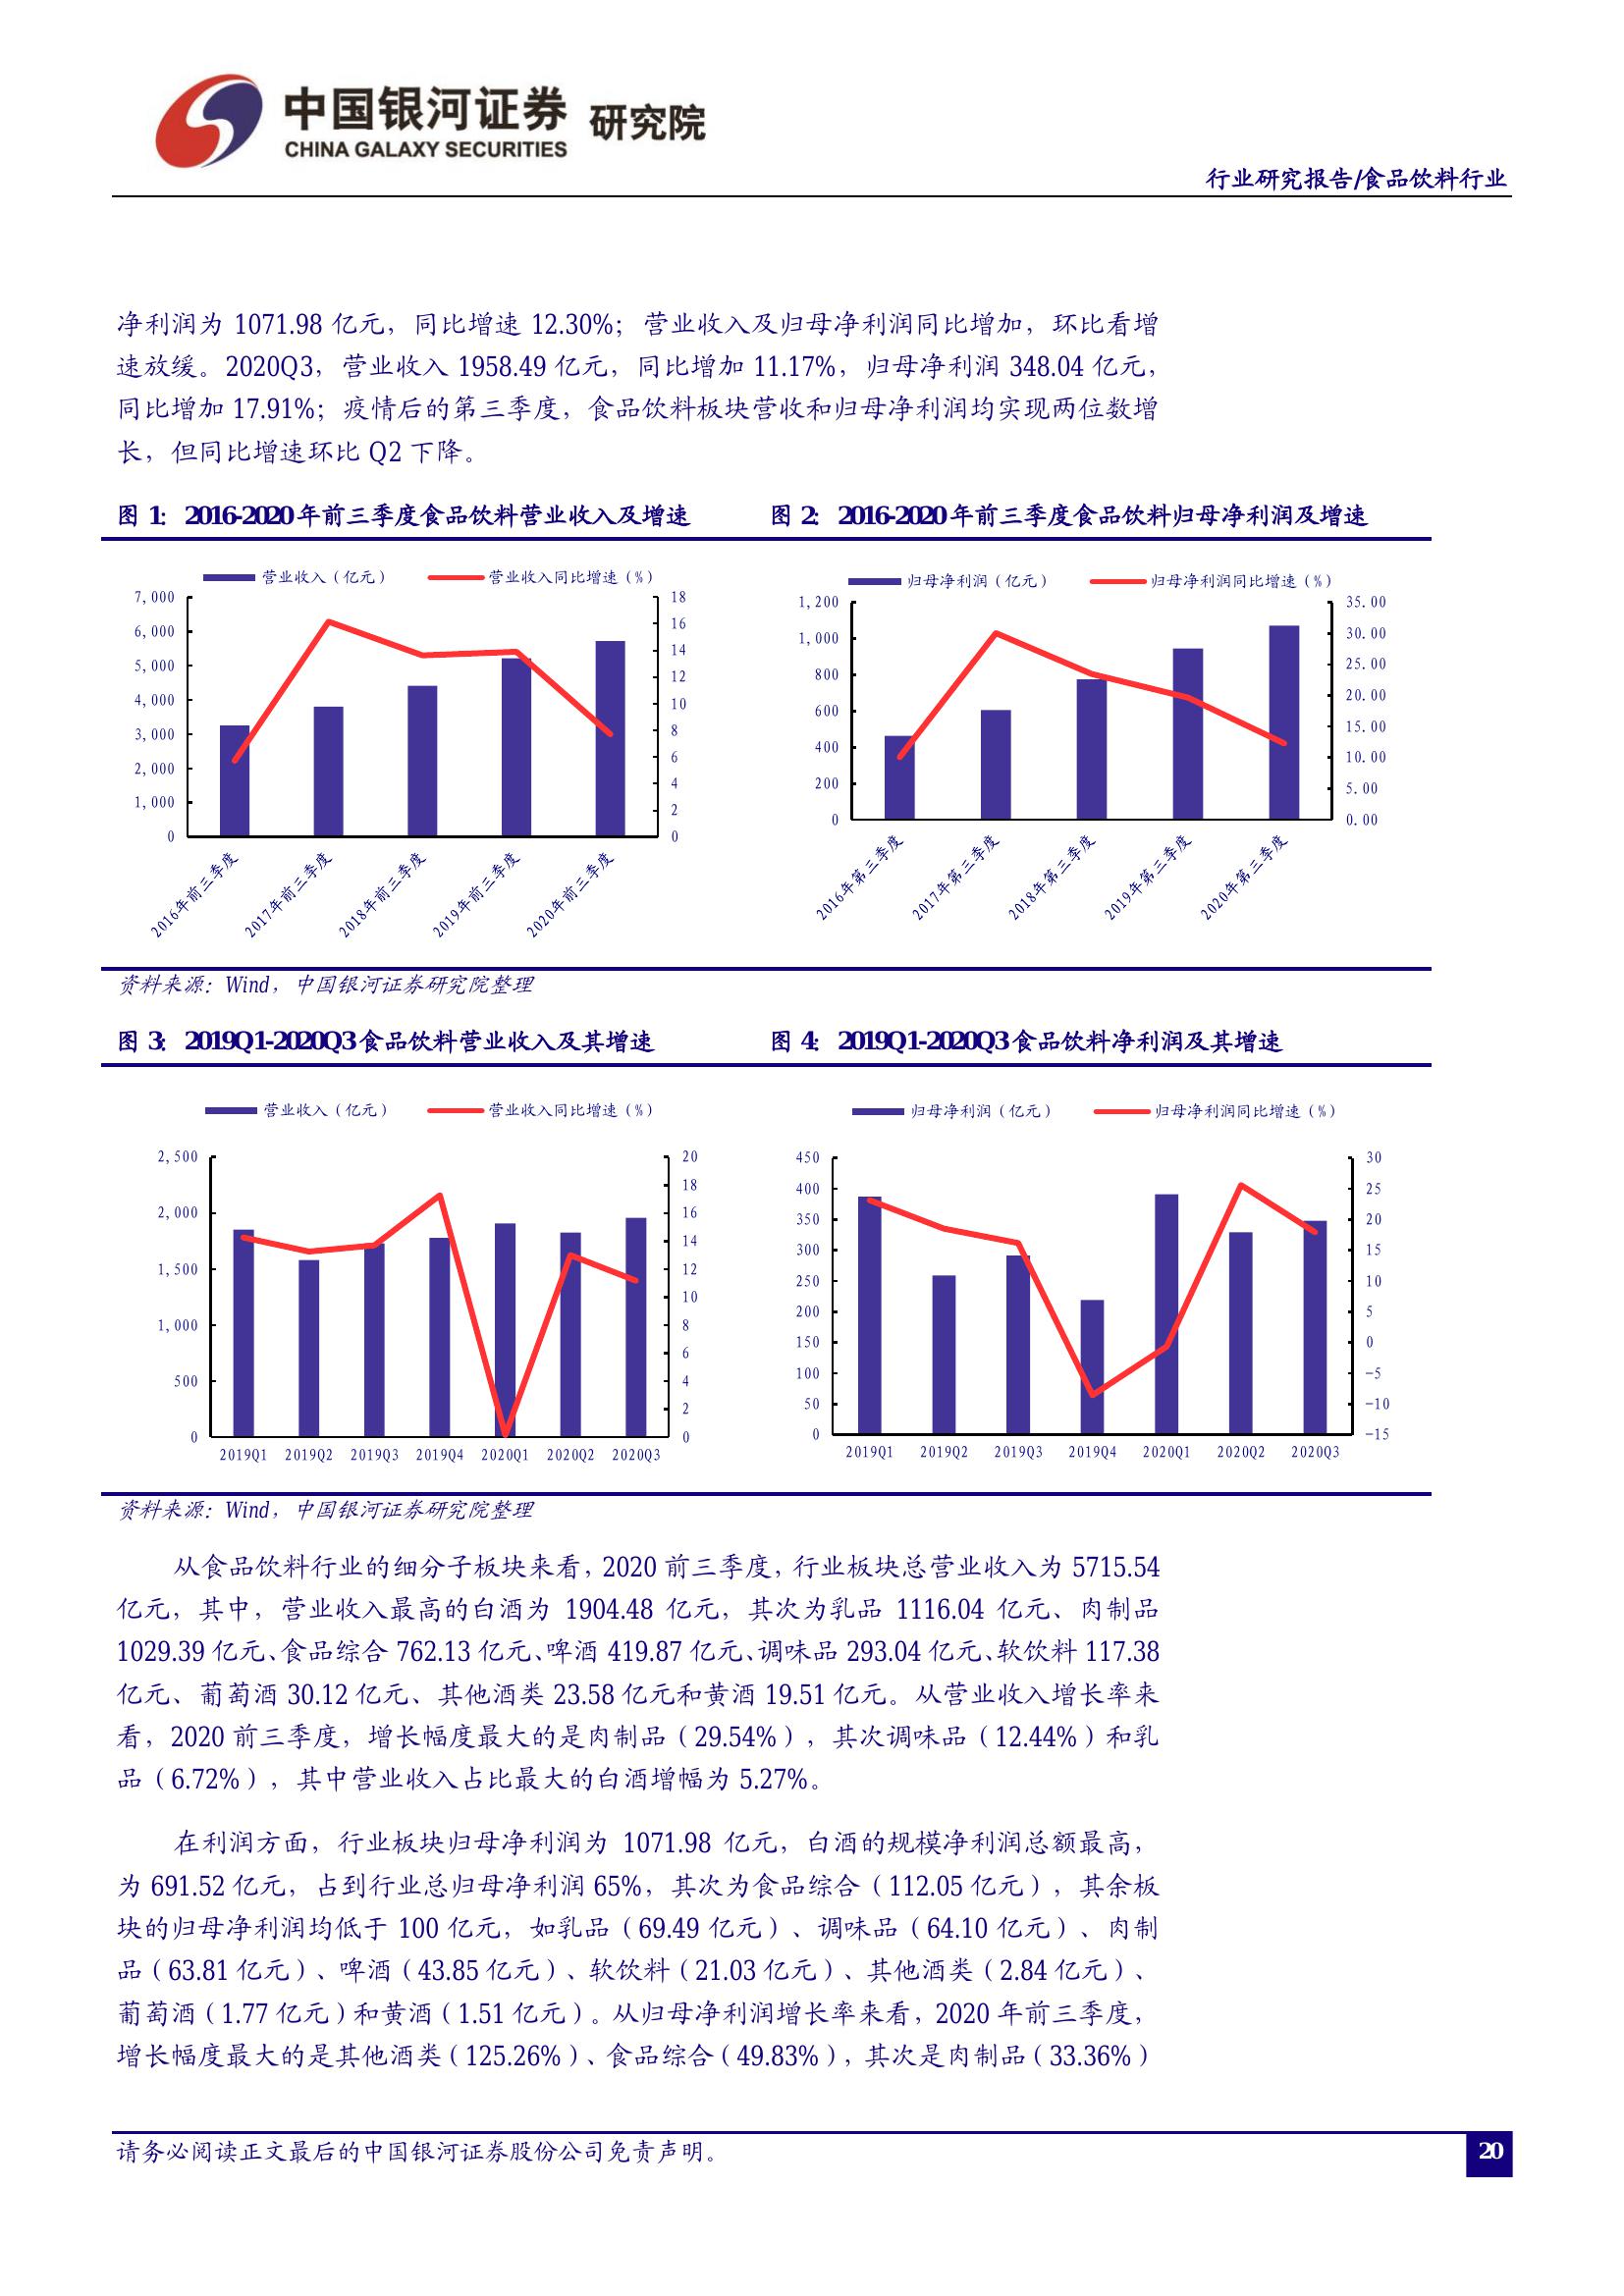 中国银河证券 研究院
CHINA GALAXY SECURITIES
行业研究报告/食品饮料行业
净利润为 1071.98 亿元，同比增速 12.30%；营业收入及归母净利润同比增加，环比看增
速放缓。2020Q3，营业收入 1958.49 亿元，同比增加 11.17%，归母净利润 348.04 亿元，
同比增加 17.91%；疫情后的第三季度，食品饮料板块营收和归母净利润均实现两位数增
长，但同比增速环比 Q2 下降。
图 1： 2016-2020 年前三季度食品饮料营业收入及增速
营业收入（亿元） 营业收入同比增速（%）
7,000
6,000
5,000
4,000
3,000
2,000
1,000
0
18
16
14
12
10
8
6
4
2
0
2016年前三季度
2017年前三季度
2018年前三季度
2019年前三季度
2020年前三季度
图 2： 2016-2020 年前三季度食品饮料归母净利润及增速
归母净利润（亿元） 归母净利润同比增速（%）
1,200
1,000
800
600
400
200
0
35.00
30.00
25.00
20.00
15.00
10.00
5.00
0.00
2016年第三季度
2017年第三季度
2018年第三季度
2019年第三季度
2020年第三季度
资料来源：Wind，中国银河证券研究院整理
图 3： 2019Q1-2020Q3 食品饮料营业收入及其增速
营业收入（亿元） 营业收入同比增速（%）
2,500
2,000
1,500
1,000
500
0
20
18
16
14
12
10
8
6
4
2
0
2019Q1 2019Q2 2019Q3 2019Q4 2020Q1 2020Q2 2020Q3
图 4： 2019Q1-2020Q3 食品饮料净利润及其增速
归母净利润（亿元） 归母净利润同比增速（%）
450
400
350
300
250
200
150
100
50
0
30
25
20
15
10
5
0
-5
-10
-15
2019Q1 2019Q2 2019Q3 2019Q4 2020Q1 2020Q2 2020Q3
资料来源：Wind，中国银河证券研究院整理
从食品饮料行业的细分子板块来看，2020 前三季度，行业板块总营业收入为 5715.54
亿元，其中，营业收入最高的白酒为 1904.48 亿元，其次为乳品 1116.04 亿元、肉制品
1029.39 亿元、食品综合 762.13 亿元、啤酒 419.87 亿元、调味品 293.04 亿元、软饮料 117.38
亿元、葡萄酒 30.12 亿元、其他酒类 23.58 亿元和黄酒 19.51 亿元。从营业收入增长率来
看，2020 前三季度，增长幅度最大的是肉制品（29.54%），其次调味品（12.44%）和乳
品（6.72%），其中营业收入占比最大的白酒增幅为 5.27%。
在利润方面，行业板块归母净利润为 1071.98 亿元，白酒的规模净利润总额最高，
为 691.52 亿元，占到行业总归母净利润 65%，其次为食品综合（112.05 亿元），其余板
块的归母净利润均低于 100 亿元，如乳品（69.49 亿元）、调味品（64.10 亿元）、肉制
品（63.81 亿元）、啤酒（43.85 亿元）、软饮料（21.03 亿元）、其他酒类（2.84 亿元）、
葡萄酒（1.77 亿元）和黄酒（1.51 亿元）。从归母净利润增长率来看，2020 年前三季度，
增长幅度最大的是其他酒类（125.26%）、食品综合（49.83%），其次是肉制品（33.36%）
请务必阅读正文最后的中国银河证券股份公司免责声明。
20